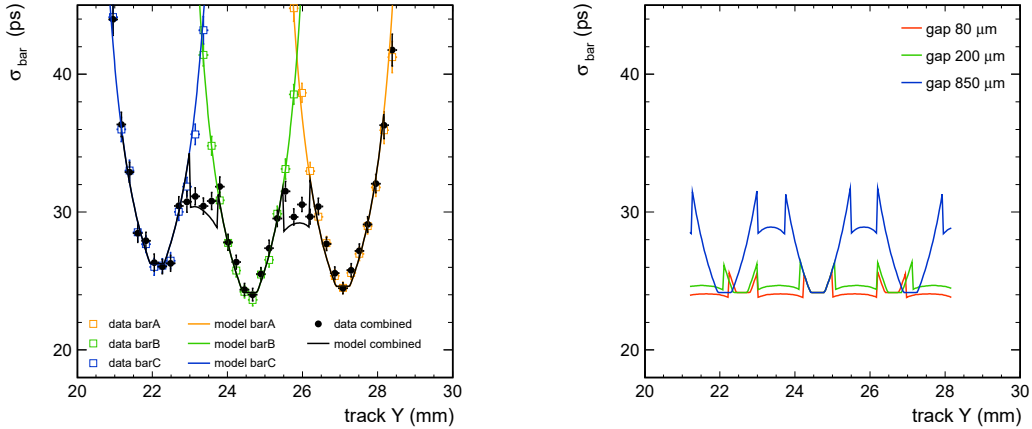 σ bar (ps)
40
30
20
data barA model barA data combined
data barB model barB model combined
data barC model barC
20 22 24 26 28 30
track Y (mm)
σ bar (ps)
gap 80 μm
gap 200 μm
gap 850 μm
40
30
20
20 22 24 26 28 30
track Y (mm)